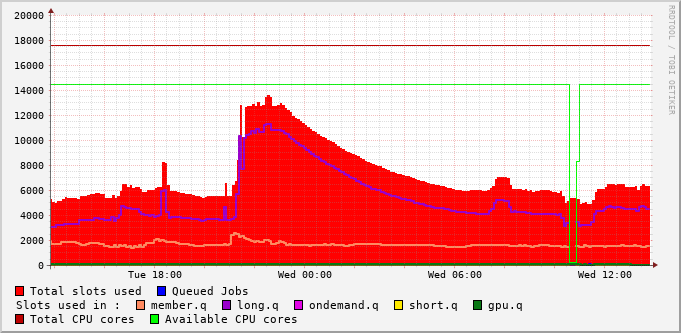 20000
18000
16000
14000
12000
10000
8000
6000
4000
2000
0
Tue 18:00 Wed 00:00 Wed 06:00 Wed 12:00
RRDTOOL / TOBI OETIKER
Total slots used Queued Jobs
Slots used in : member.q long.q ondemand.q short.q gpu.q
Total CPU cores Available CPU cores